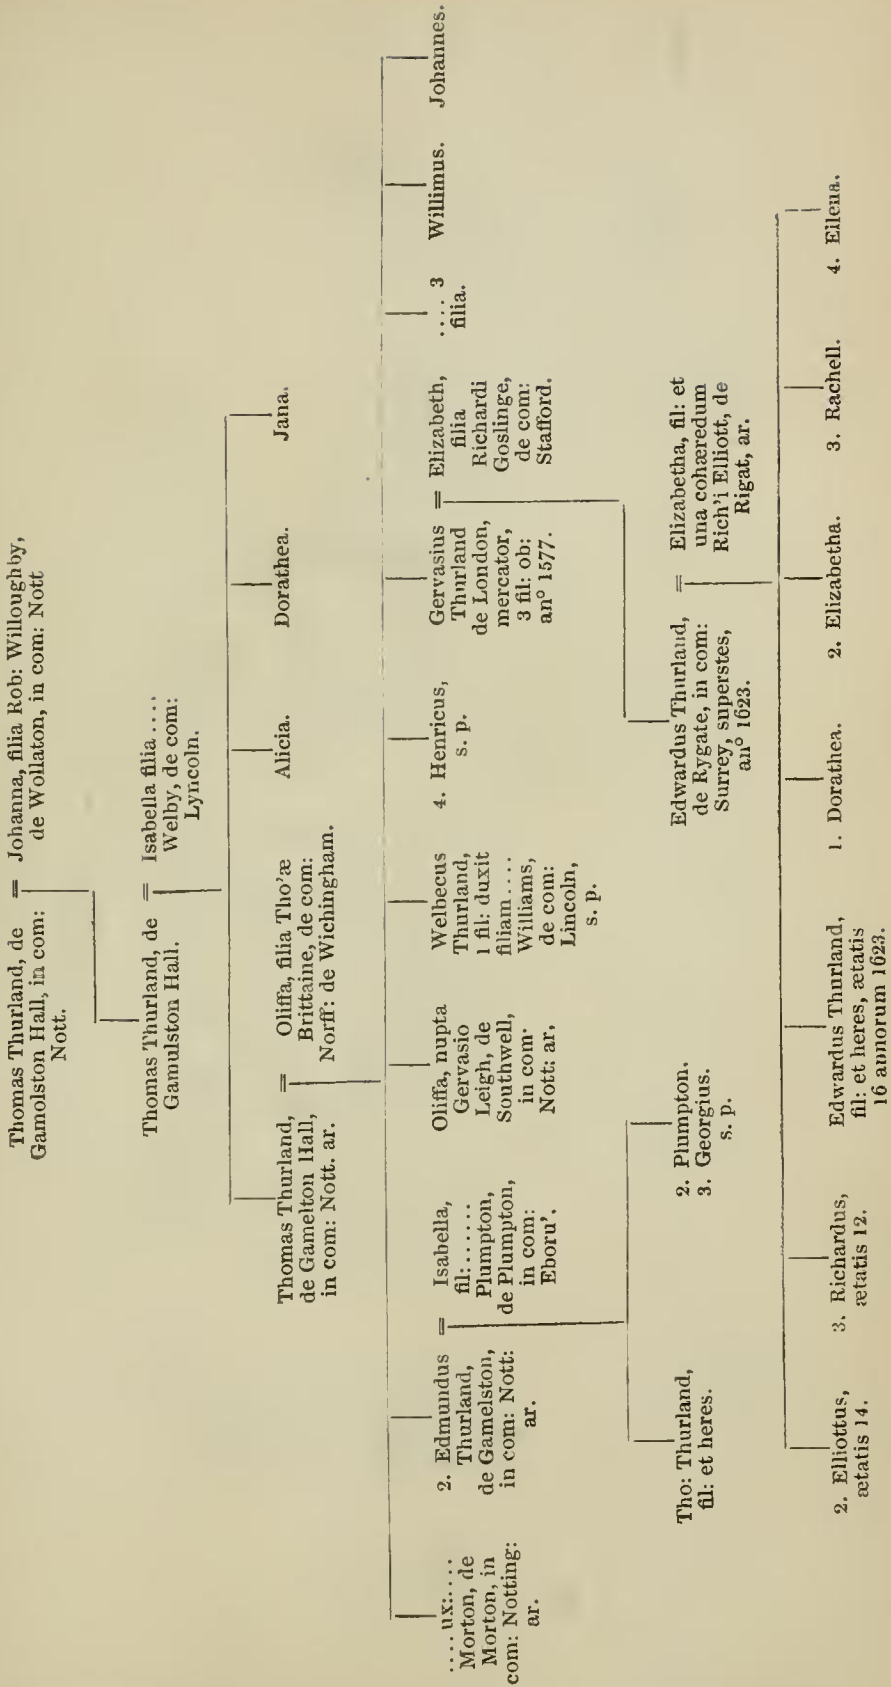 Thomas Thurland, de
Gamolston Hall, in com:
Nott.
= Johanna, filia Rob: Willoughby,
de Wollaton, in com: Nott
Thomas Thurland, de
Gamulston Hall.
= Isabella filia....
Welby, de com:
Lyncoln.
Thomas Thurland,
de Gamelton Hall,
in com: Nott. ar.
= Oliffa, filia Tho'æ
Brittaine, de com:
Norff: de Wichingham.
Alicia.
Dorathea.
Jana.
....ux:....
Morton, de
Morton, in
com: Notting:
ar.
2. Edmundus
Thurland,
de Gamelston,
in com: Nott:
ar.
= Isabella,
fil:......
Plumpton,
de Plumpton,
in com:
Eboru'.
Oliffa, nupta
Gervasio
Leigh, de
Southwell,
in com·
Nott: ar.
Welbecus
Thurland,
1 fil: duxit
filiam....
Williams,
de com:
Lincoln,
s. p.
4. Henricus,
s. p.
Gervasius
Thurland
de London,
mercator,
3 fil: ob:
anº 1577.
= Elizabeth,
filia
Richardi
Goslinge,
de com:
Stafford.
.... 3
filia.
Willimus.
Johannes.
Tho: Thurland,
fil: et heres.
2. Plumpton.
3. Georgius.
s. p.
Edwardus Thurland,
de Rygate, in com:
Surrey, superstes,
anº 1623.
= Elizabetha, fil: et
una cohæredum
Rich'i Elliott, de
Rigat, ar.
2. Elliottus,
ætatis 14.
3. Richardus,
ætatis 12.
Edwardus Thurland,
fil: et heres, ætatis
16 annorum 1623.
1. Dorathea.
2. Elizabetha.
3. Rachell.
4. Eilena.